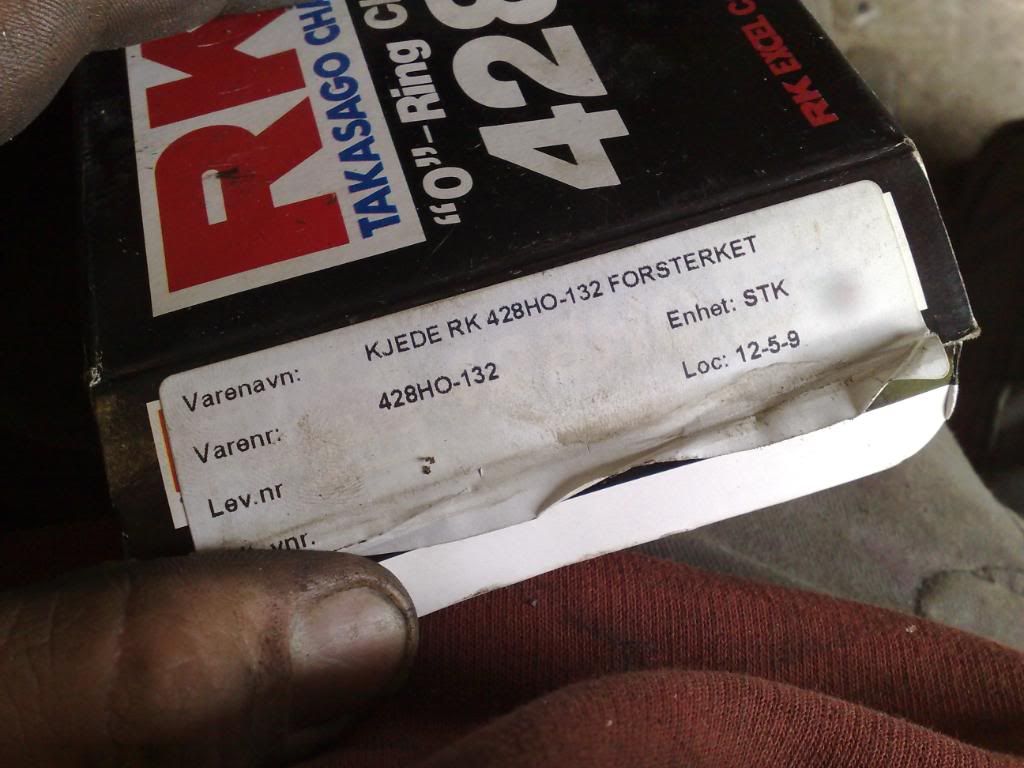 RK
TAKASAGO CHA
"O"-Ring C
428
RK EXCEL C
Varenavn: KJEDE RK 428HO-132 FORSTERKET
Varenr: 428HO-132 Enhet: STK
Lev.nr Loc: 12-5-9